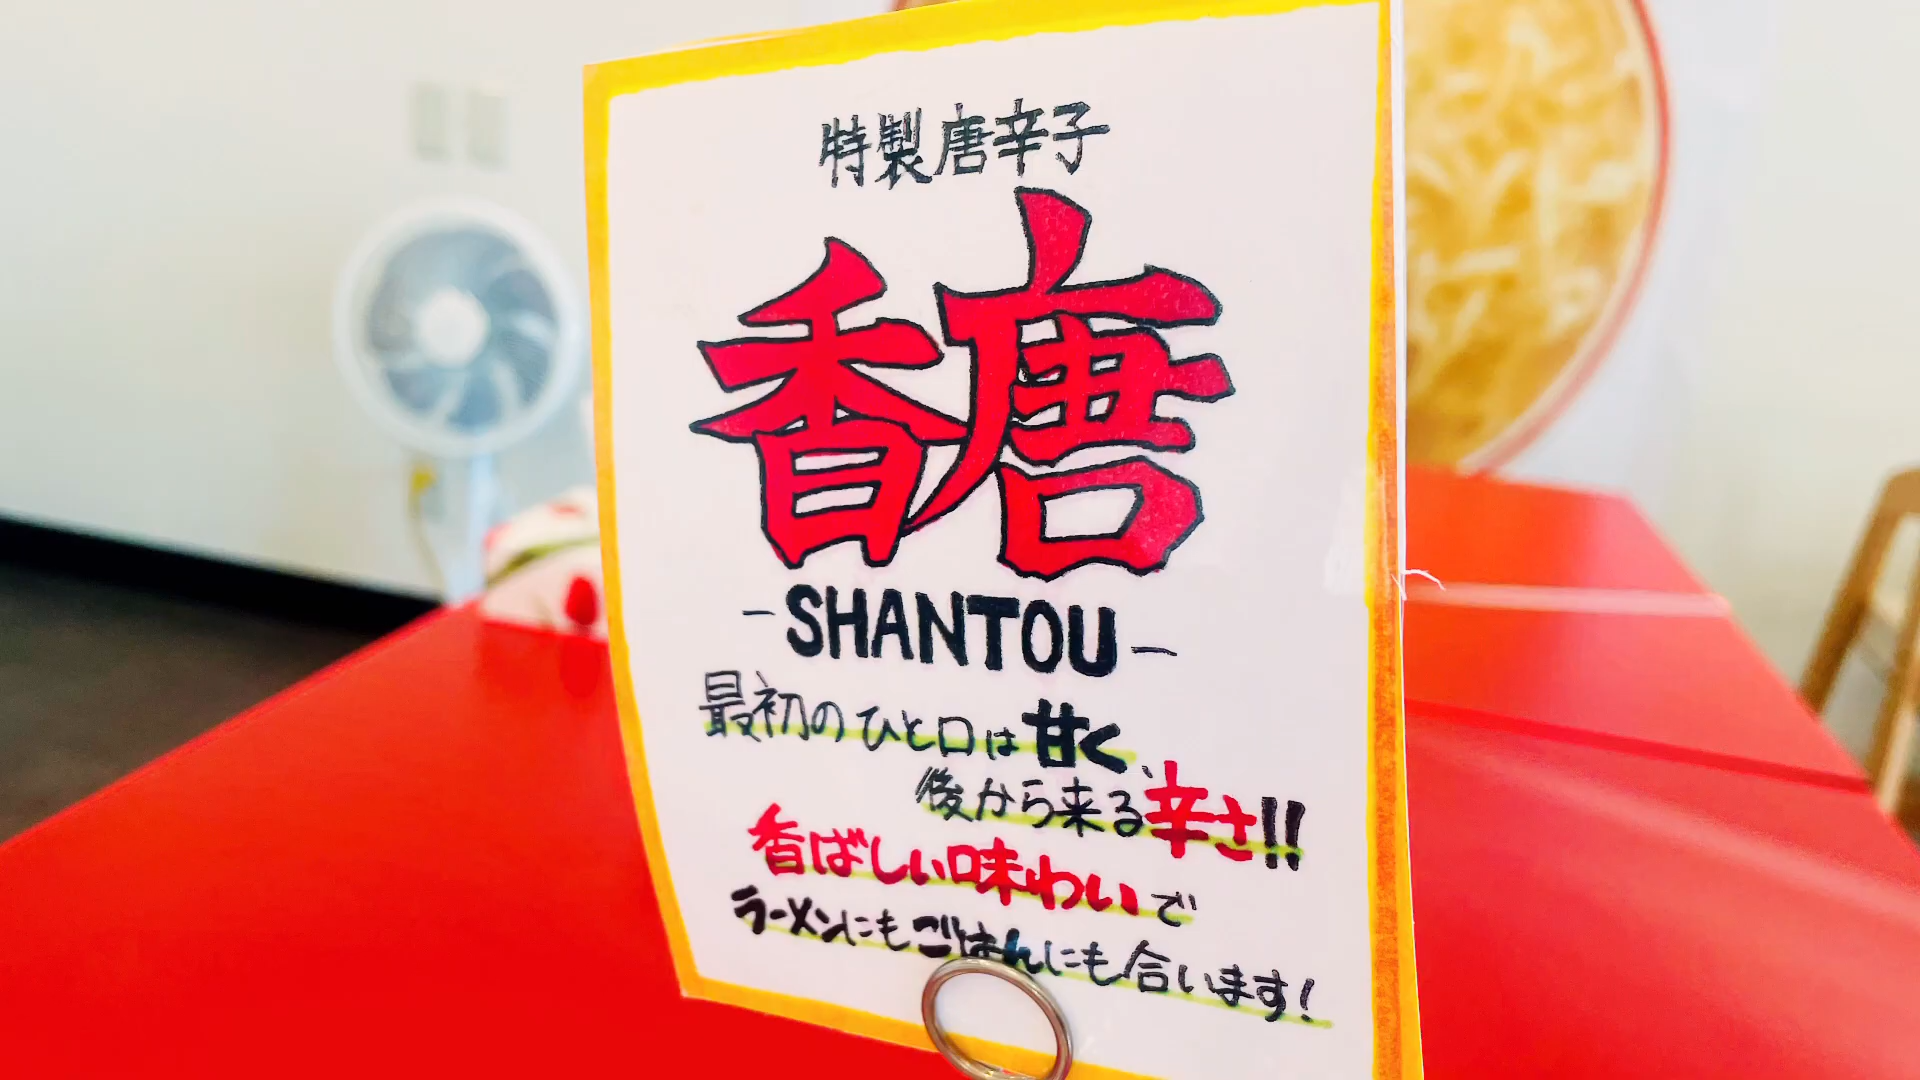 特製唐辛子
香唐
-SHANTOU-
最初のひと口は甘く、
後から来る辛さ!!
香ばしい味わいで
ラーメンにもごはんにも合います!